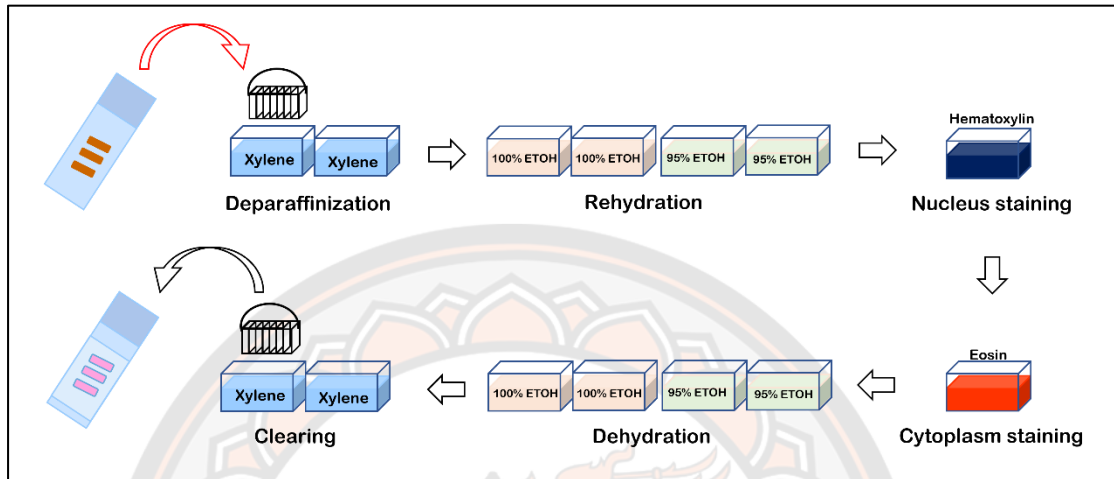 Hematoxylin
Xylene Xylene 100% ETOH 100% ETOH 95% ETOH 95% ETOH
Deparaffinization Rehydration Nucleus staining
Eosin
Xylene Xylene 100% ETOH 100% ETOH 95% ETOH 95% ETOH
Clearing Dehydration Cytoplasm staining